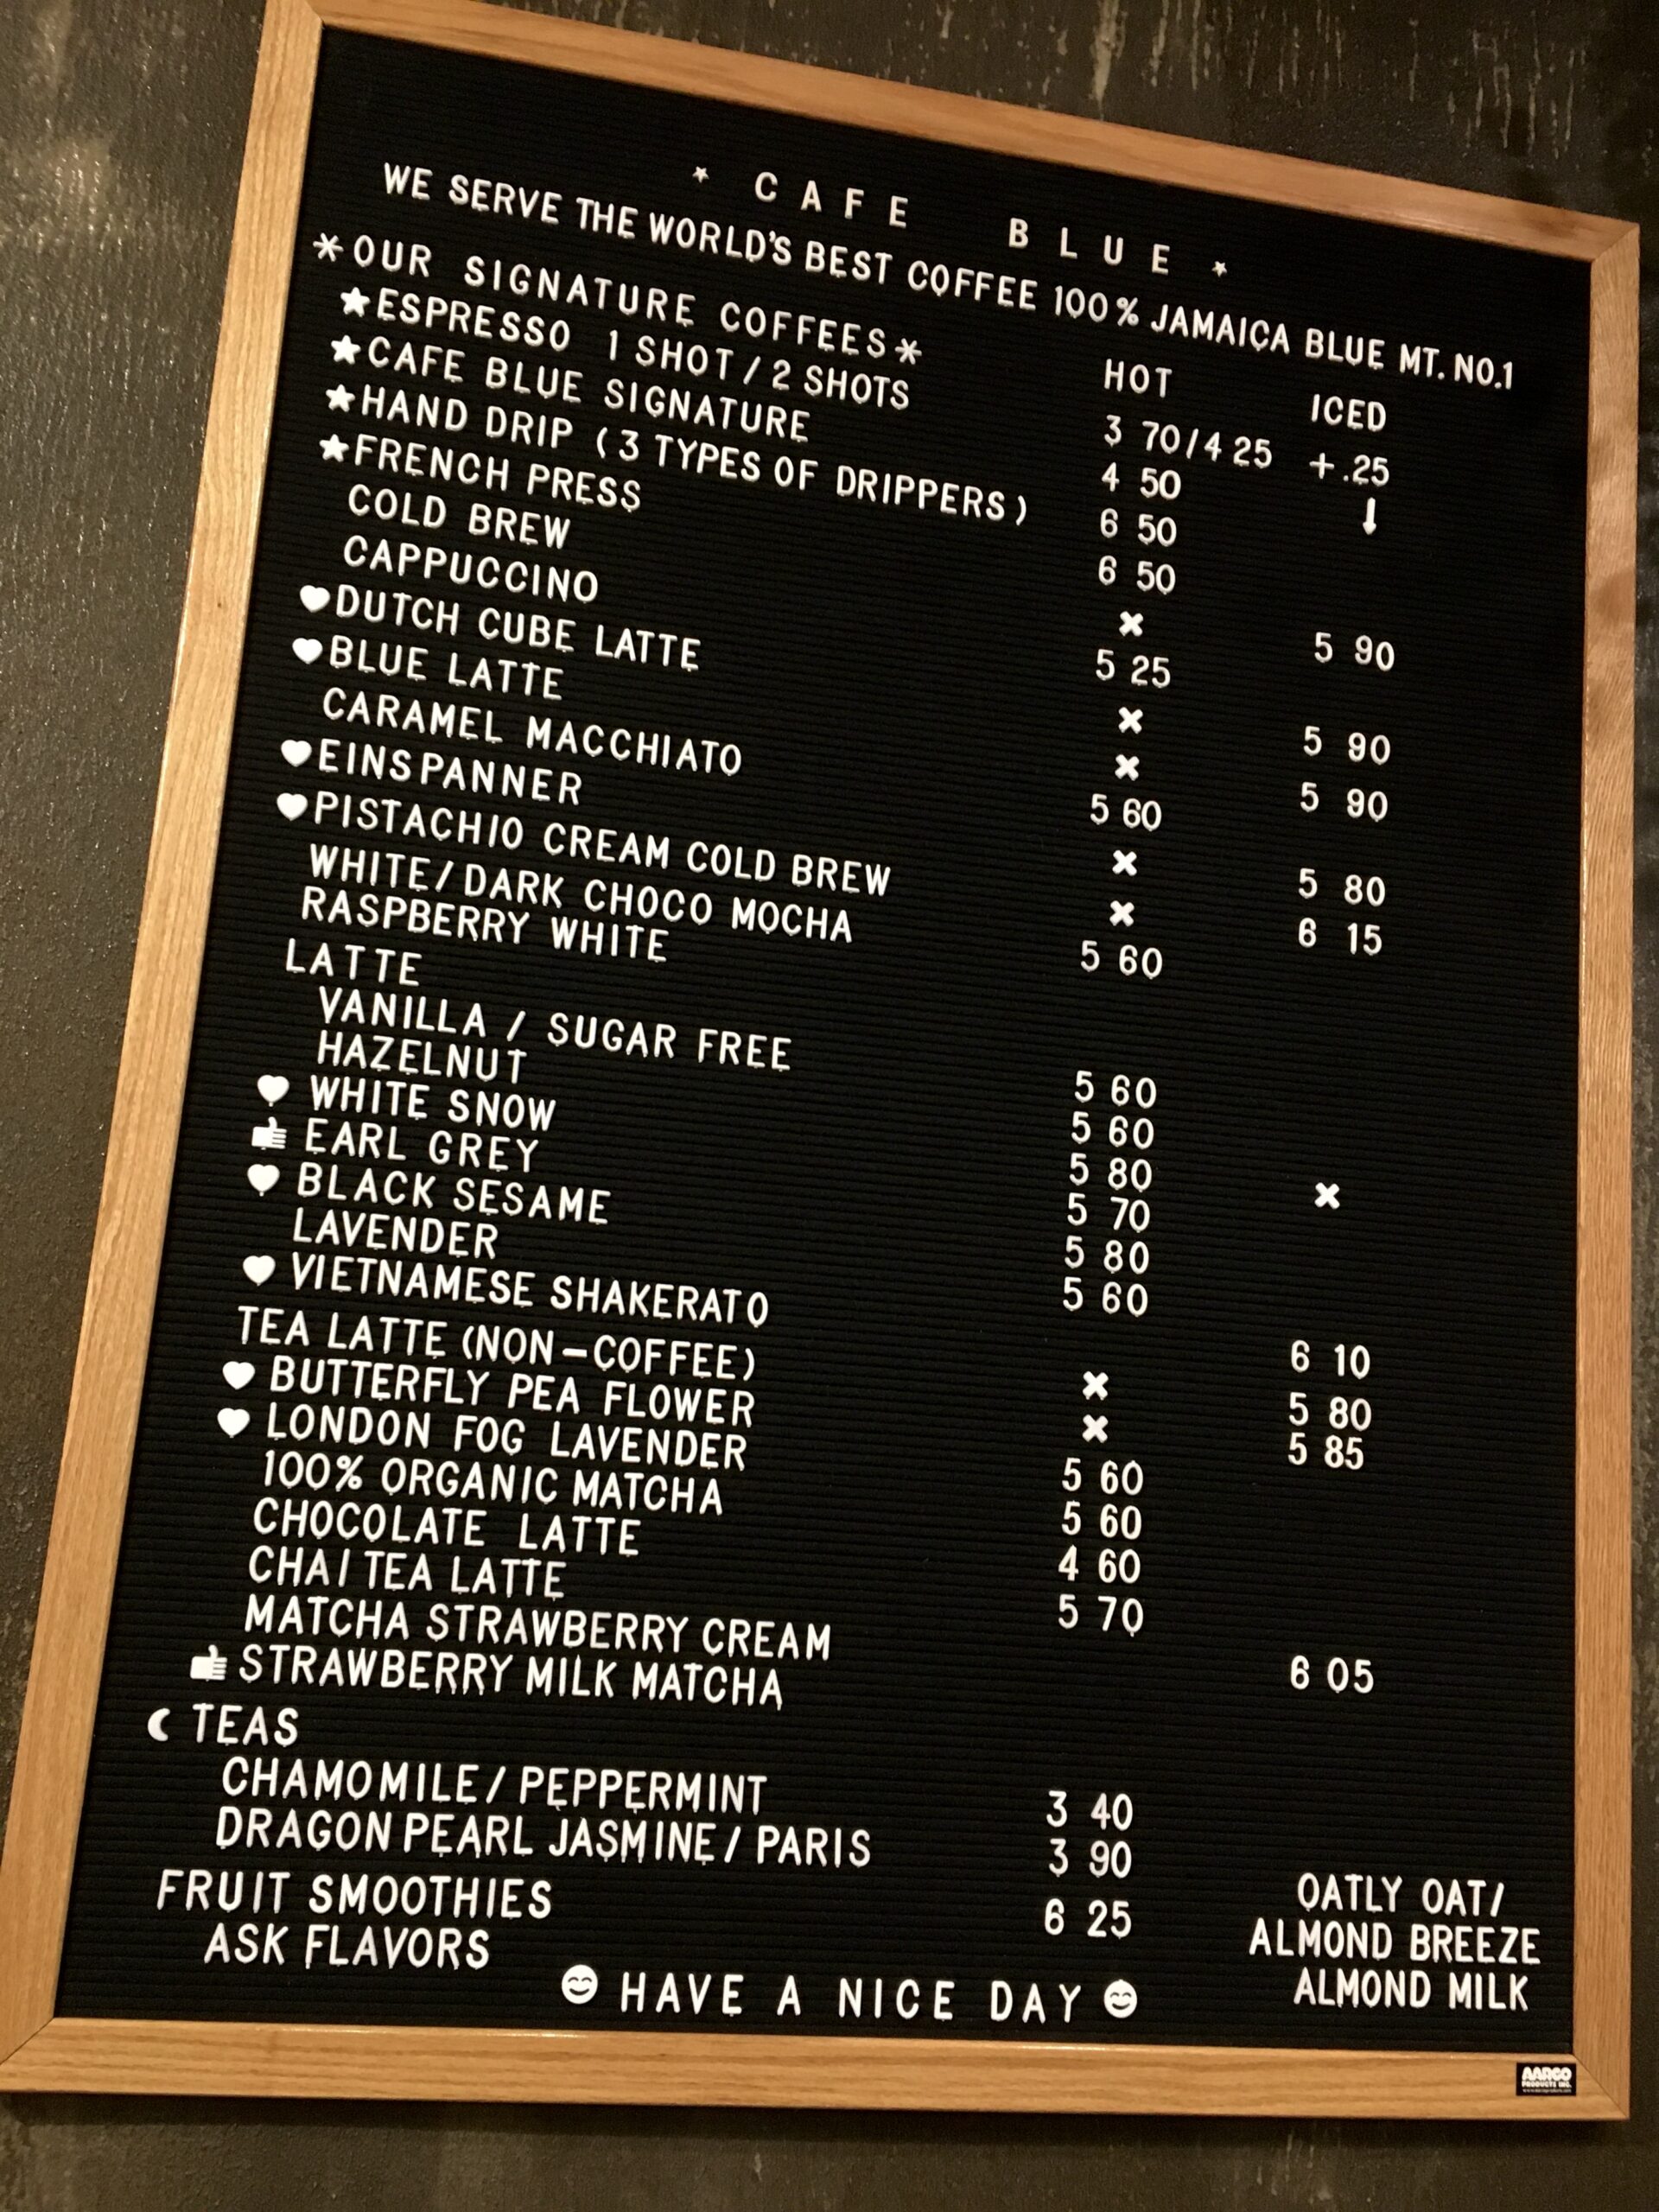 * CAFE BLUE *
WE SERVE THE WORLD'S BEST COFFEE 100% JAMAICA BLUE MT. NO.1
*OUR SIGNATURE COFFEES* HOT ICED
★ESPRESSO 1 SHOT / 2 SHOTS 3 70/4 25 +.25
★CAFE BLUE SIGNATURE 4 50 ↓
★HAND DRIP (3 TYPES OF DRIPPERS) 6 50
★FRENCH PRESS 6 50
COLD BREW ✖ 5 90
CAPPUCCINO 5 25
♥DUTCH CUBE LATTE ✖ 5 90
♥BLUE LATTE ✖ 5 90
CARAMEL MACCHIATO 5 60
♥EINSPANNER ✖ 5 80
♥PISTACHIO CREAM COLD BREW ✖ 6 15
WHITE/DARK CHOCO MOCHA 5 60
RASPBERRY WHITE
LATTE
VANILLA / SUGAR FREE 5 60
HAZELNUT 5 60
♥ WHITE SNOW 5 80 ✖
👍 EARL GREY 5 70
♥ BLACK SESAME 5 80
LAVENDER 5 60
♥ VIETNAMESE SHAKERATO 6 10
TEA LATTE (NON-COFFEE)
♥ BUTTERFLY PEA FLOWER ✖ 5 80
♥ LONDON FOG LAVENDER ✖ 5 85
100% ORGANIC MATCHA 5 60
CHOCOLATE LATTE 5 60
CHAI TEA LATTE 4 60
MATCHA STRAWBERRY CREAM 5 70
👍 STRAWBERRY MILK MATCHA 6 05
☾ TEAS
CHAMOMILE/ PEPPERMINT 3 40
DRAGON PEARL JASMINE/ PARIS 3 90
FRUIT SMOOTHIES 6 25
ASK FLAVORS
OATLY OAT/
ALMOND BREEZE
ALMOND MILK
😊 HAVE A NICE DAY 😊
AARCO
PRODUCTS INC.